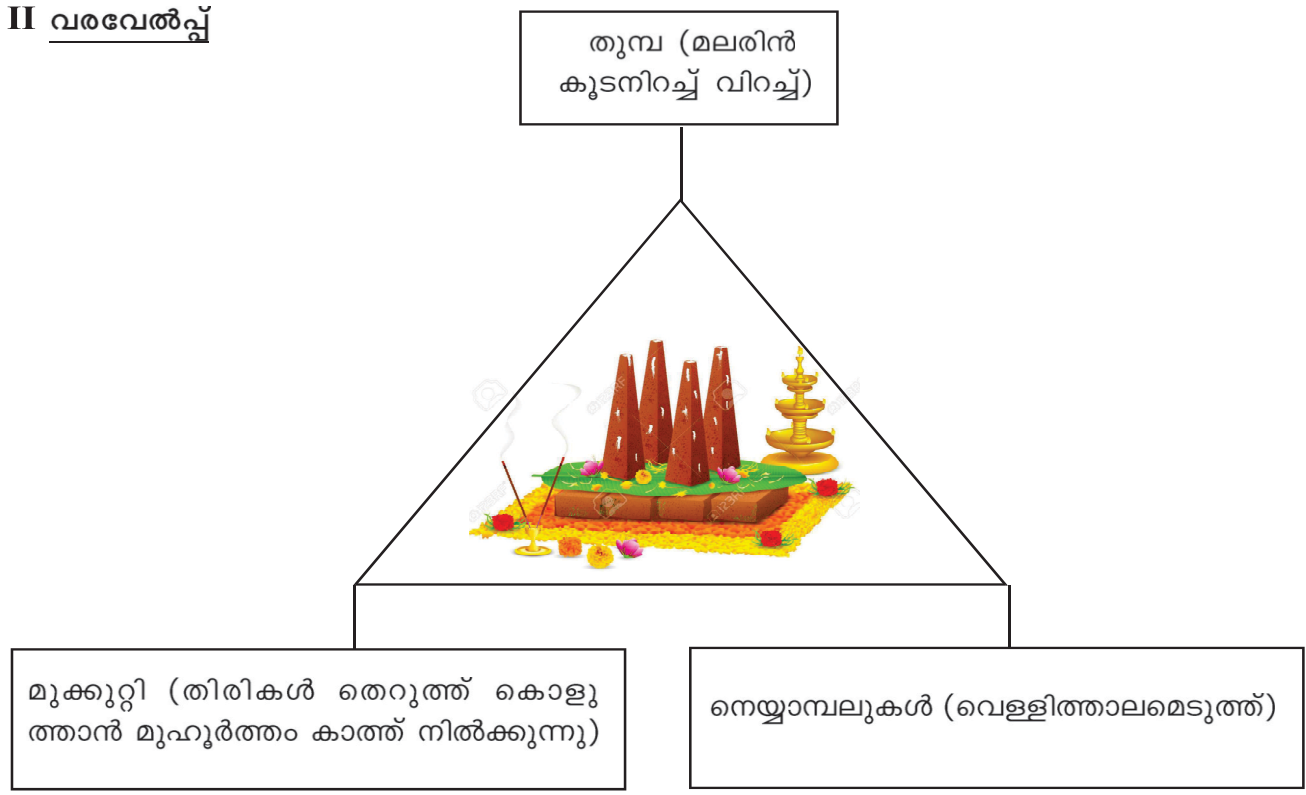 II വരവേൽപ്പ്
തുമ്പ (മലരിൻ
കൂടനിറച്ച് വിറച്ച്)
മുക്കുറ്റി (തിരികൾ തെറുത്ത് കൊളു
ത്താൻ മുഹൂർത്തം കാത്ത് നിൽക്കുന്നു)
നെയ്യാമ്പലുകൾ (വെള്ളിത്താലമെടുത്ത്)